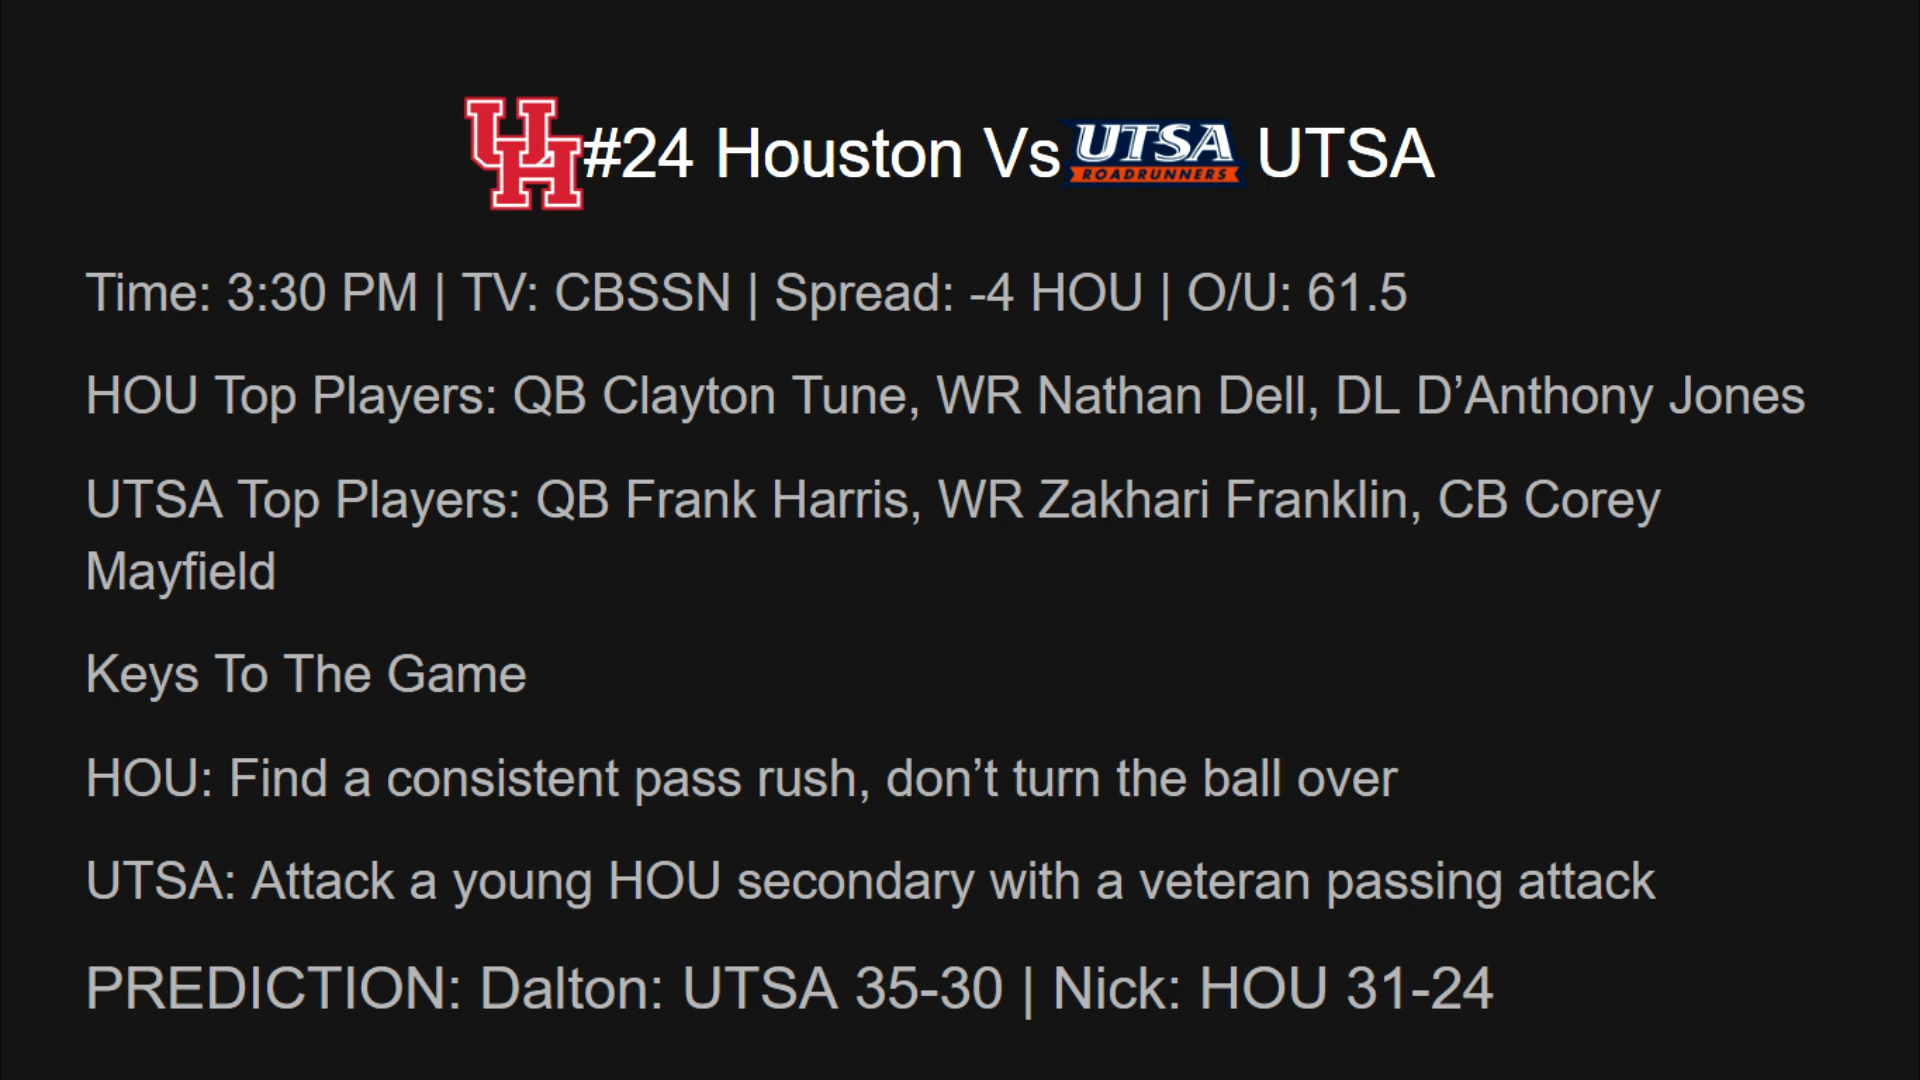 UH #24 Houston Vs UTSA ROADRUNNERS UTSA
Time: 3:30 PM | TV: CBSSN | Spread: -4 HOU | O/U: 61.5
HOU Top Players: QB Clayton Tune, WR Nathan Dell, DL D’Anthony Jones
UTSA Top Players: QB Frank Harris, WR Zakhari Franklin, CB Corey
Mayfield
Keys To The Game
HOU: Find a consistent pass rush, don’t turn the ball over
UTSA: Attack a young HOU secondary with a veteran passing attack
PREDICTION: Dalton: UTSA 35-30 | Nick: HOU 31-24